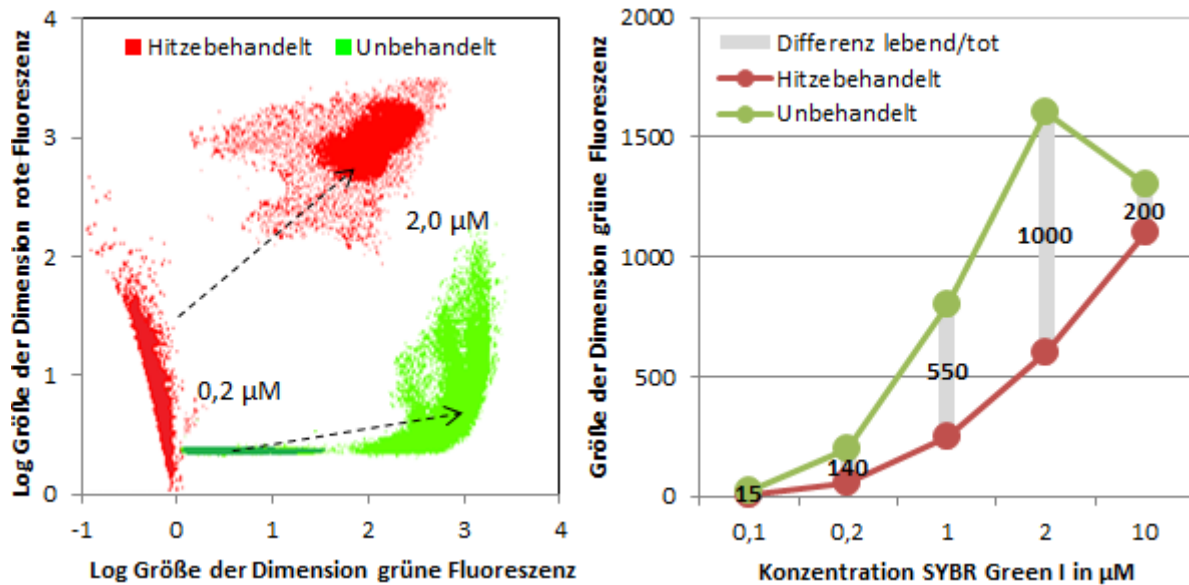 4
Hitzebehandelt
Unbehandelt
3
2
1
0
2,0 µM
0,2 µM
-1
0
1
2
3
4
Log Größe der Dimension rote Fluoreszenz
Log Größe der Dimension grüne Fluoreszenz
2000
1500
1000
500
0
Differenz lebend/tot
Hitzebehandelt
Unbehandelt
15
140
550
1000
200
0,1
0,2
1
2
10
Größe der Dimension grüne Fluoreszenz
Konzentration SYBR Green I in µM